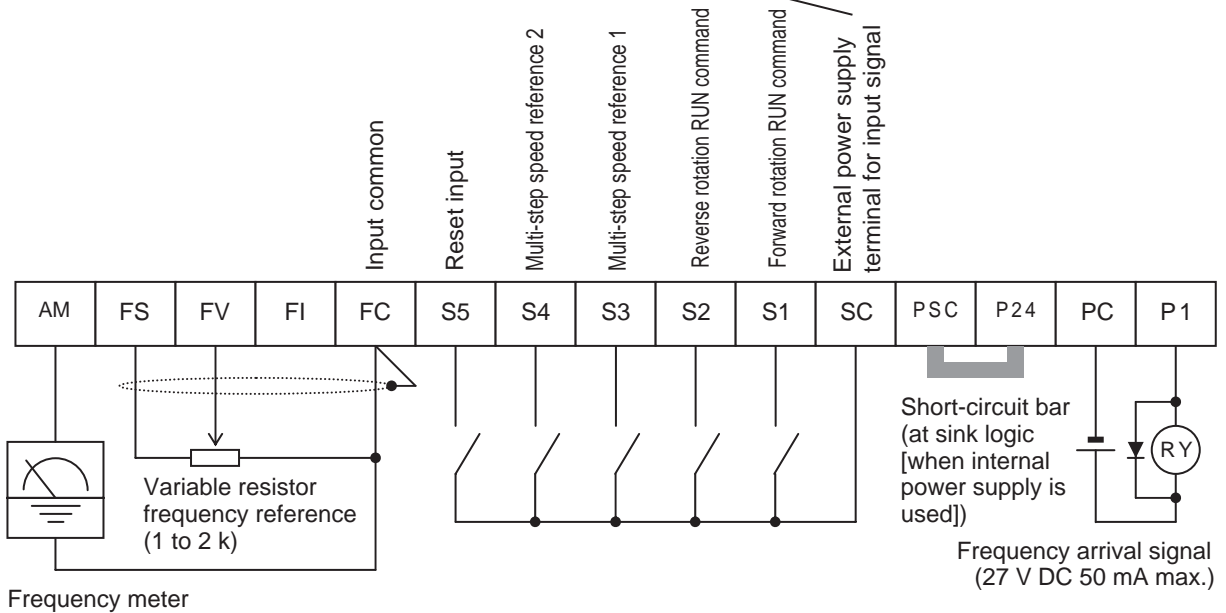 Input common
Reset input
Multi-step speed reference 2
Multi-step speed reference 1
Reverse rotation RUN command
Forward rotation RUN command
External power supply
terminal for input signal
AM FS FV FI FC S5 S4 S3 S2 S1 SC PSC P24 PC P1
Variable resistor
frequency reference
(1 to 2 k)
Frequency meter
Short-circuit bar
(at sink logic
[when internal
power supply is
used])
RY
Frequency arrival signal
(27 V DC 50 mA max.)